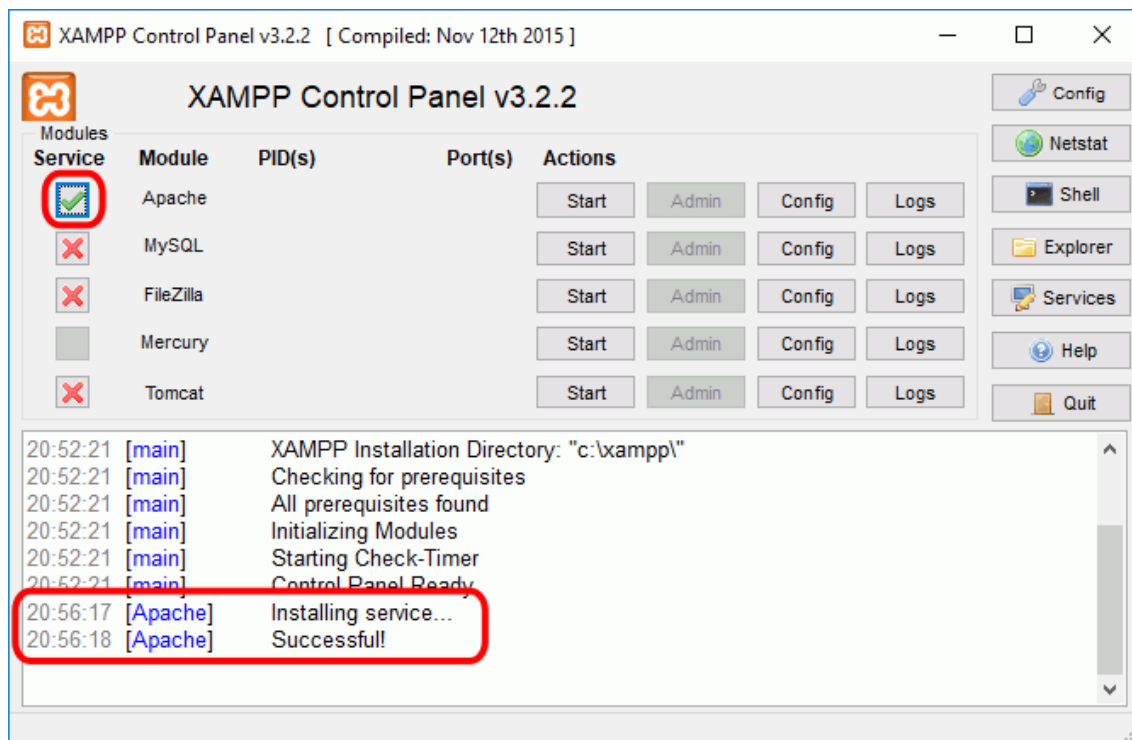 XAMPP Control Panel v3.2.2 [ Compiled: Nov 12th 2015 ]
XAMPP Control Panel v3.2.2
Config
Modules
Netstat
Service Module PID(s) Port(s) Actions
Apache Start Admin Config Logs
Shell
MySQL Start Admin Config Logs
Explorer
FileZilla Start Admin Config Logs
Services
Mercury Start Admin Config Logs
Help
Tomcat Start Admin Config Logs
Quit
20:52:21 [main] XAMPP Installation Directory: "c:\xampp\"
20:52:21 [main] Checking for prerequisites
20:52:21 [main] All prerequisites found
20:52:21 [main] Initializing Modules
20:52:21 [main] Starting Check-Timer
20:52:21 [main] Control Panel Ready
20:56:17 [Apache] Installing service...
20:56:18 [Apache] Successful!